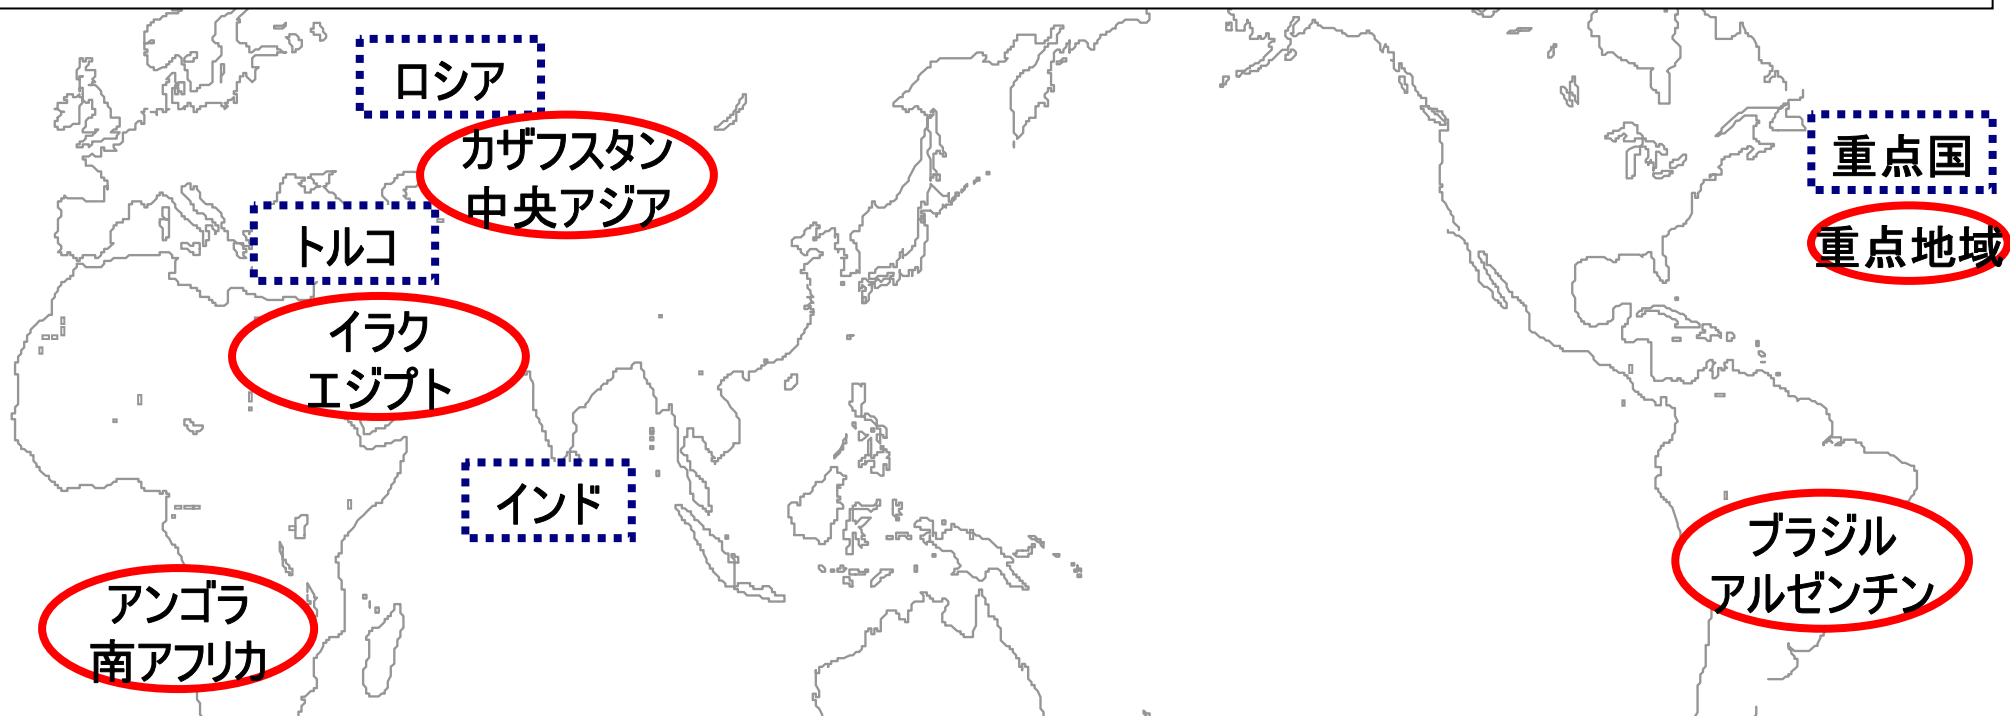 ロシア
カザフスタン
中央アジア
重点国
重点地域
トルコ
イラク
エジプト
インド
ブラジル
アルゼンチン
アンゴラ
南アフリカ